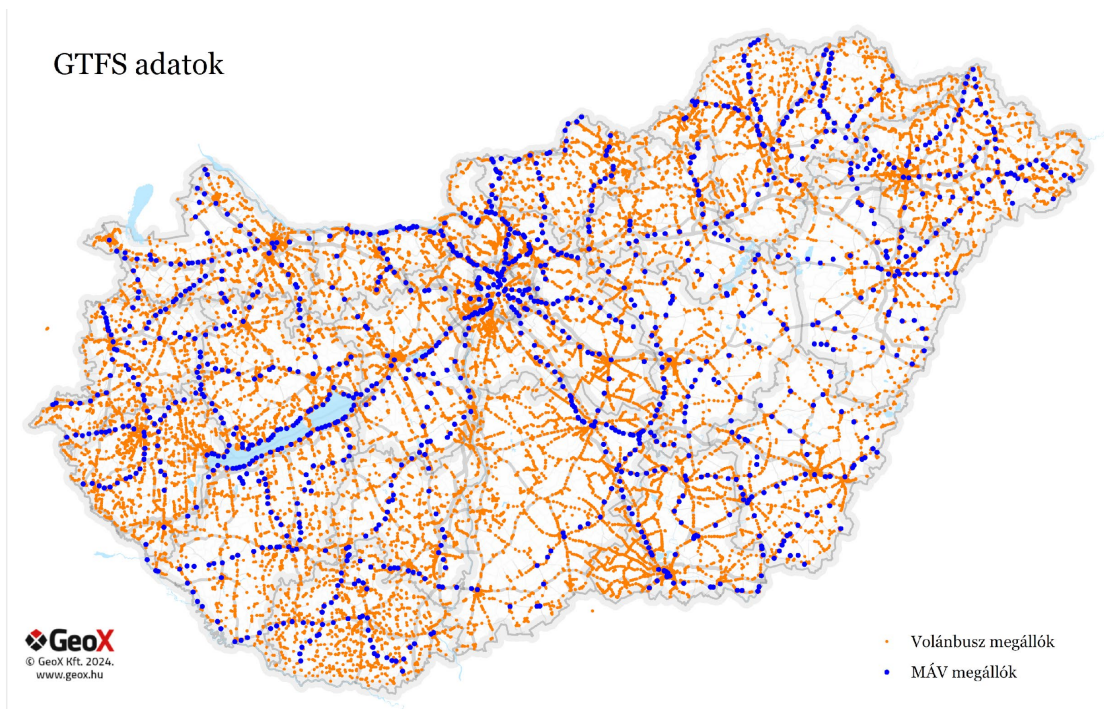 GTFS adatok
GeoX
© GeoX Kft. 2024.
www.geox.hu
Volánbusz megállók
MÁV megállók